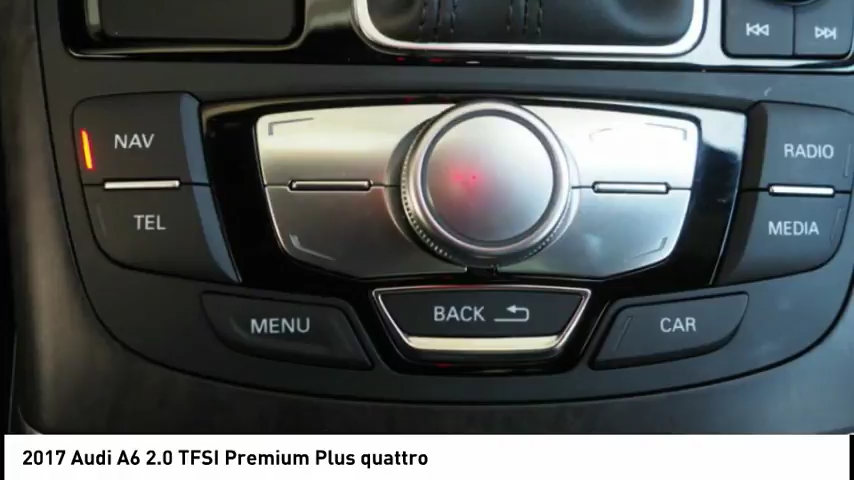 NAV
RADIO
TEL
MEDIA
MENU
BACK
CAR
2017 Audi A6 2.0 TFSI Premium Plus quattro